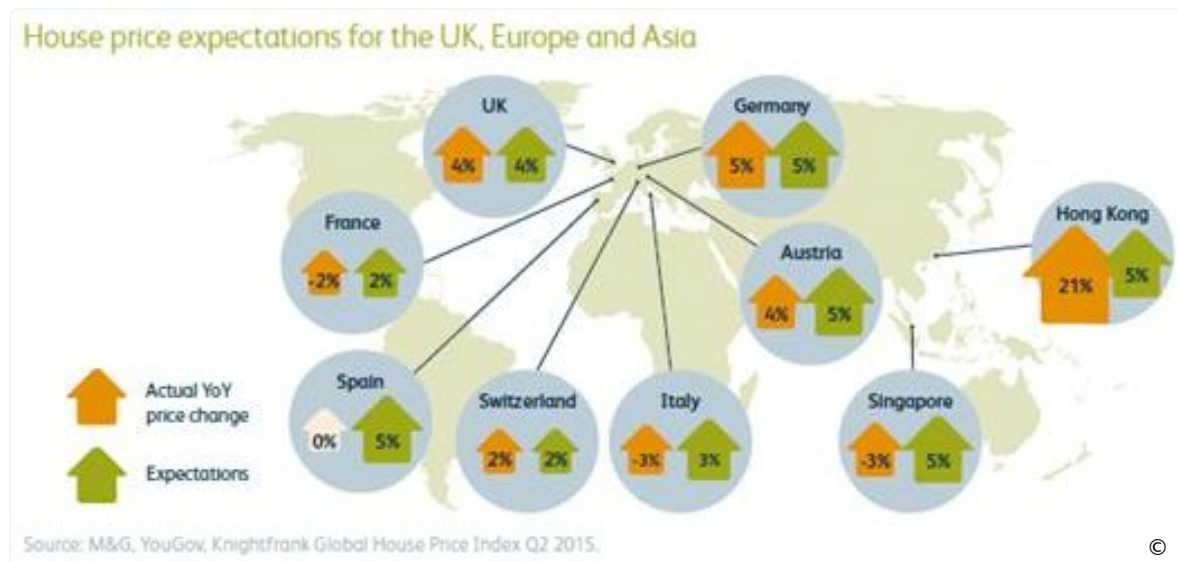 House price expectations for the UK, Europe and Asia
UK
4% 4%
Germany
5% 5%
France
-2% 2%
Hong Kong
21% 5%
Austria
4% 5%
Spain
0% 5%
Switzerland
2% 2%
Italy
-3% 3%
Singapore
-3% 5%
Actual YoY
price change
Expectations
Source: M&G, YouGov, Knightfrank Global House Price Index Q2 2015.
©